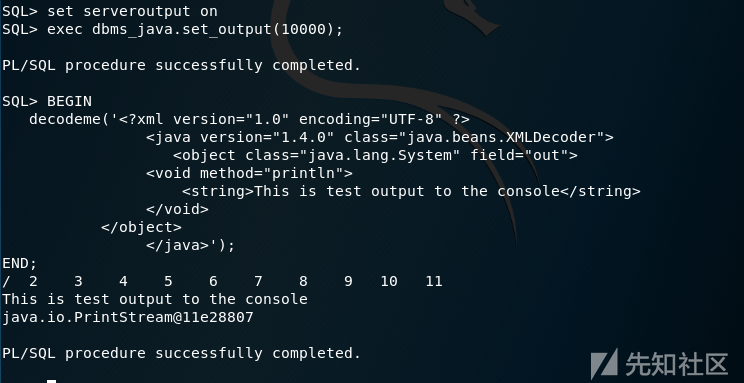 SQL> set serveroutput on
SQL> exec dbms_java.set_output(10000);
PL/SQL procedure successfully completed.
SQL> BEGIN
decodeme('<?xml version="1.0" encoding="UTF-8" ?>
<java version="1.4.0" class="java.beans.XMLDecoder">
<object class="java.lang.System" field="out">
<void method="println">
<string>This is test output to the console</string>
</void>
</object>
</java>');
END;
/ 2 3 4 5 6 7 8 9 10 11
This is test output to the console
java.io.PrintStream@11e28807
PL/SQL procedure successfully completed.
先知社区